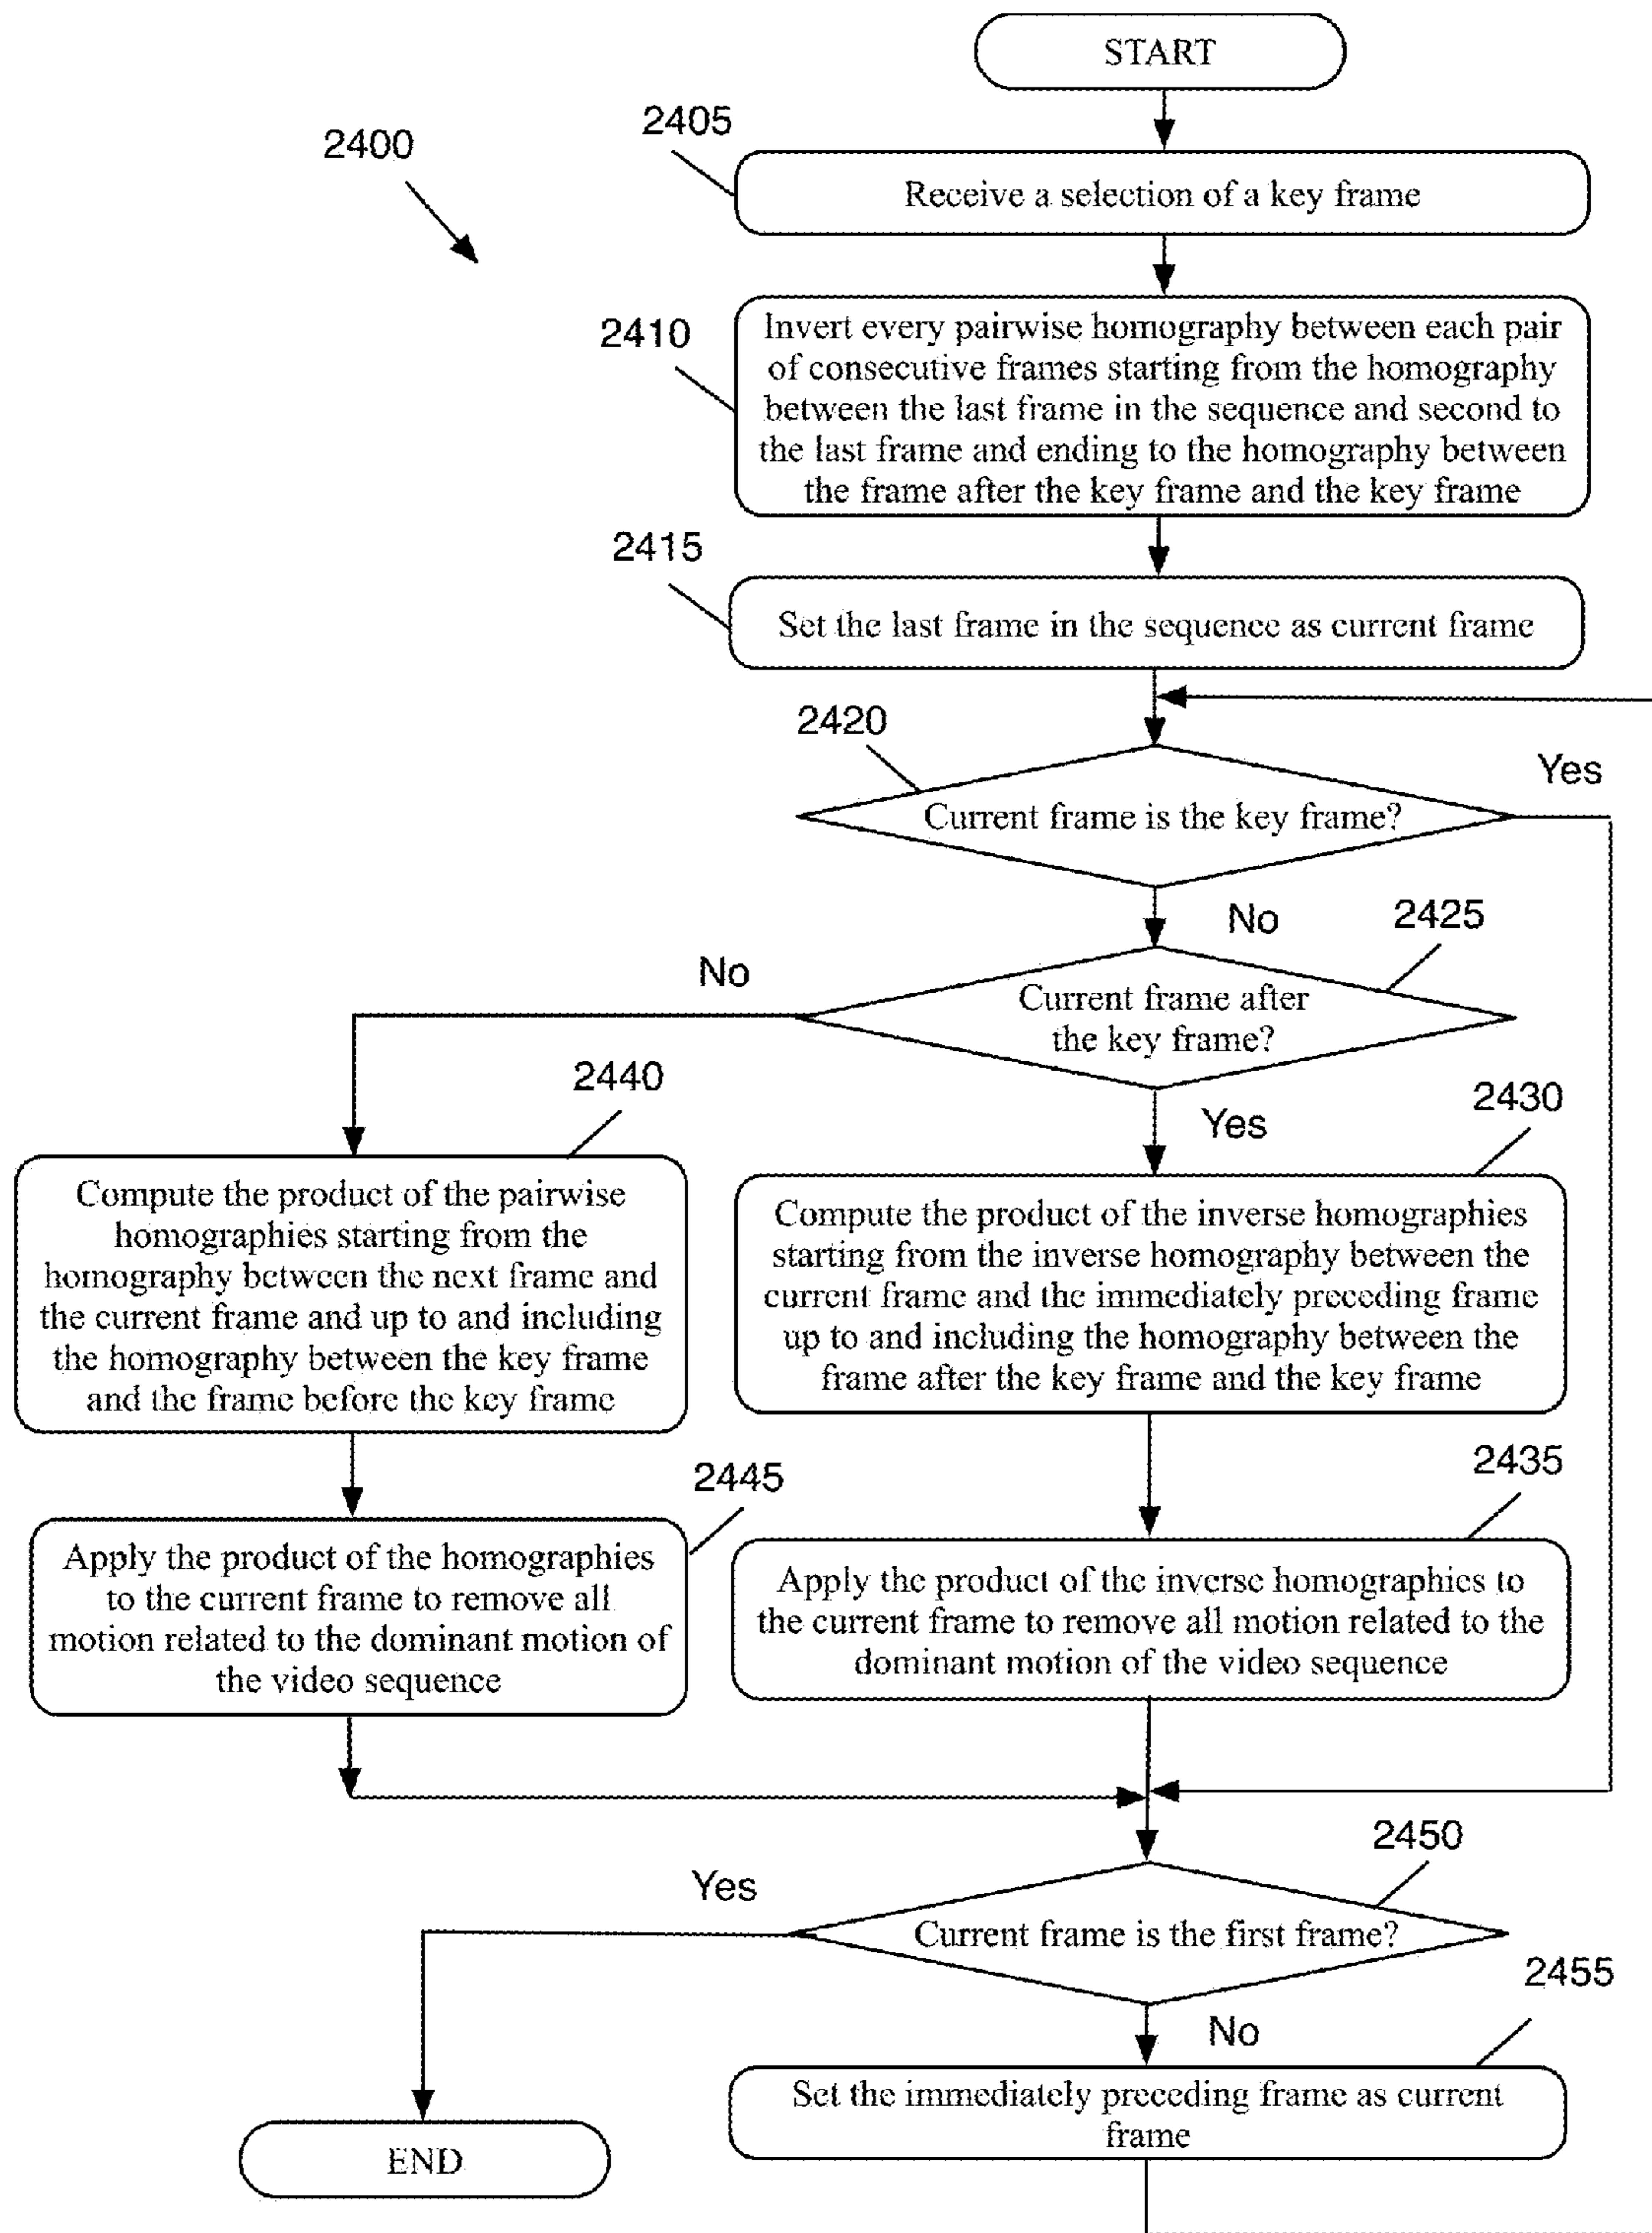 START
2400
2405
Receive a selection of a key frame
2410
Invert every pairwise homography between each pair
of consecutive frames starting from the homography
between the last frame in the sequence and second to
the last frame and ending to the homography between
the frame after the key frame and the key frame
2415
Set the last frame in the sequence as current frame
2420
Yes
Current frame is the key frame?
No
2425
No
Current frame after
the key frame?
2440
Yes
2430
Compute the product of the pairwise
homographies starting from the
homography between the next frame and
the current frame and up to and including
the homography between the key frame
and the frame before the key frame
Compute the product of the inverse homographies
starting from the inverse homography between the
current frame and the immediately preceding frame
up to and including the homography between the
frame after the key frame and the key frame
2445
2435
Apply the product of the homographies
to the current frame to remove all
motion related to the dominant motion of
the video sequence
Apply the product of the inverse homographies to
the current frame to remove all motion related to the
dominant motion of the video sequence
2450
Yes
Current frame is the first frame?
2455
No
Set the immediately preceding frame as current
frame
END